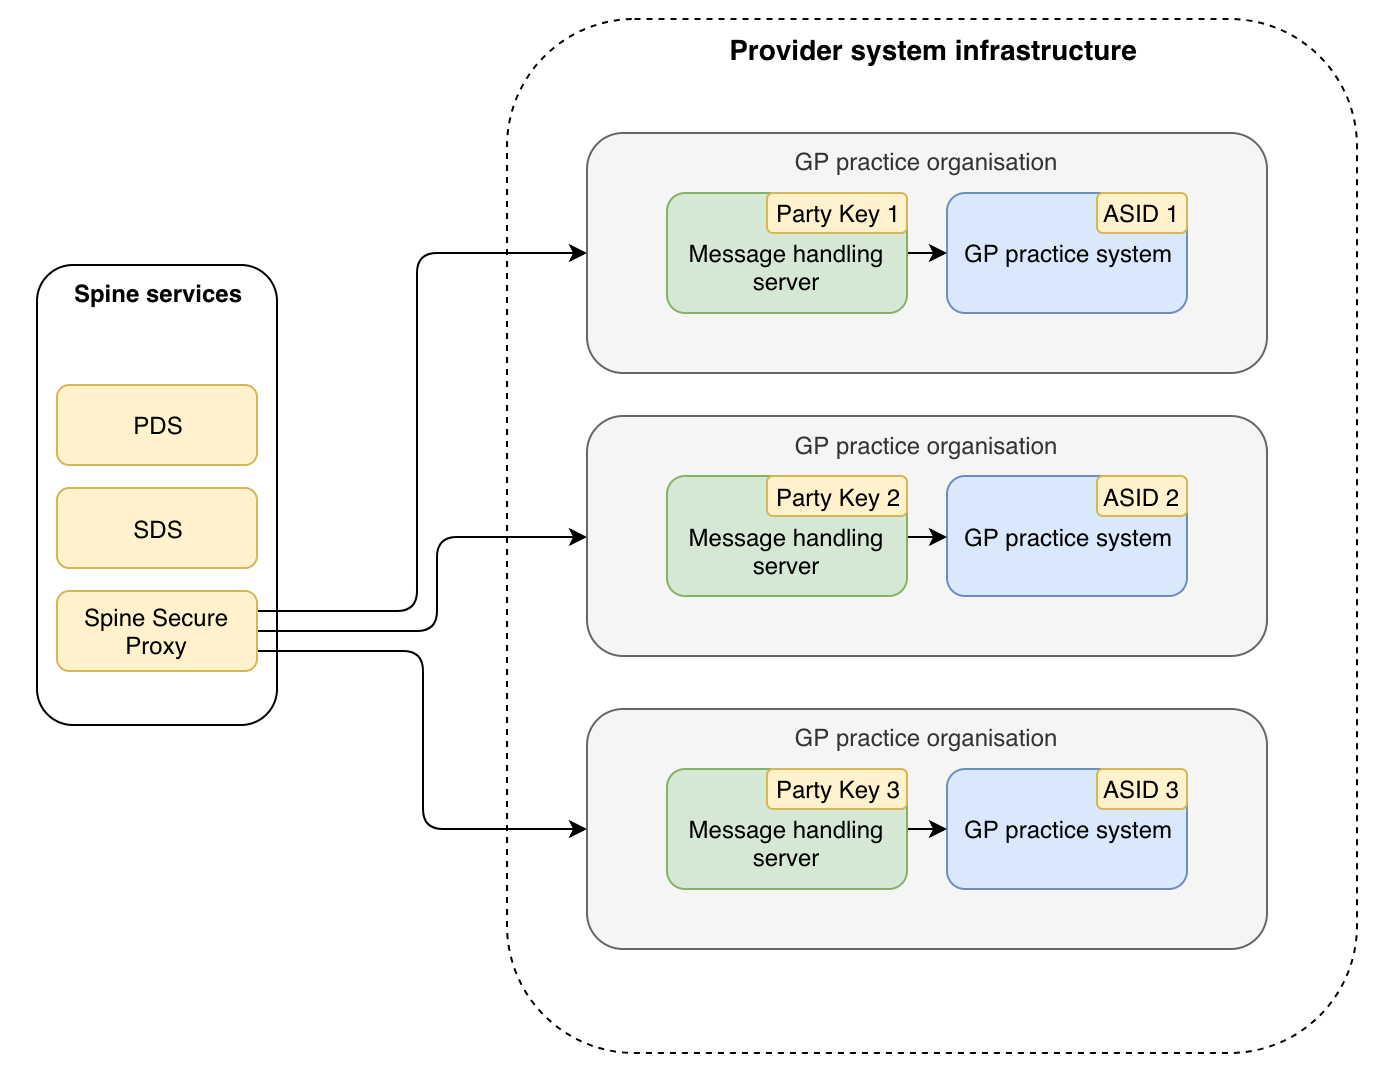 Provider system infrastructure
Spine services
PDS
SDS
Spine Secure
Proxy
GP practice organisation
Party Key 1
Message handling
server
ASID 1
GP practice system
GP practice organisation
Party Key 2
Message handling
server
ASID 2
GP practice system
GP practice organisation
Party Key 3
Message handling
server
ASID 3
GP practice system